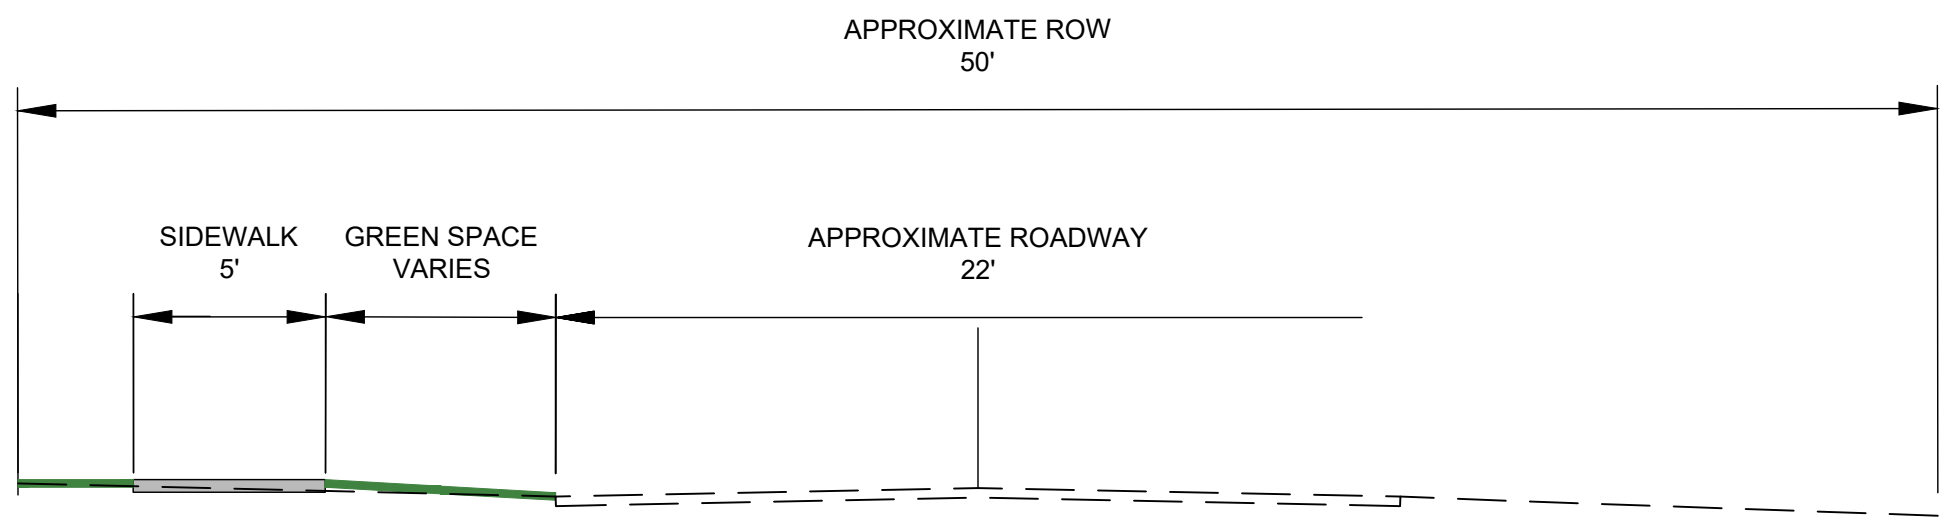 APPROXIMATE ROW
50'
SIDEWALK
5'
GREEN SPACE
VARIES
APPROXIMATE ROADWAY
22'